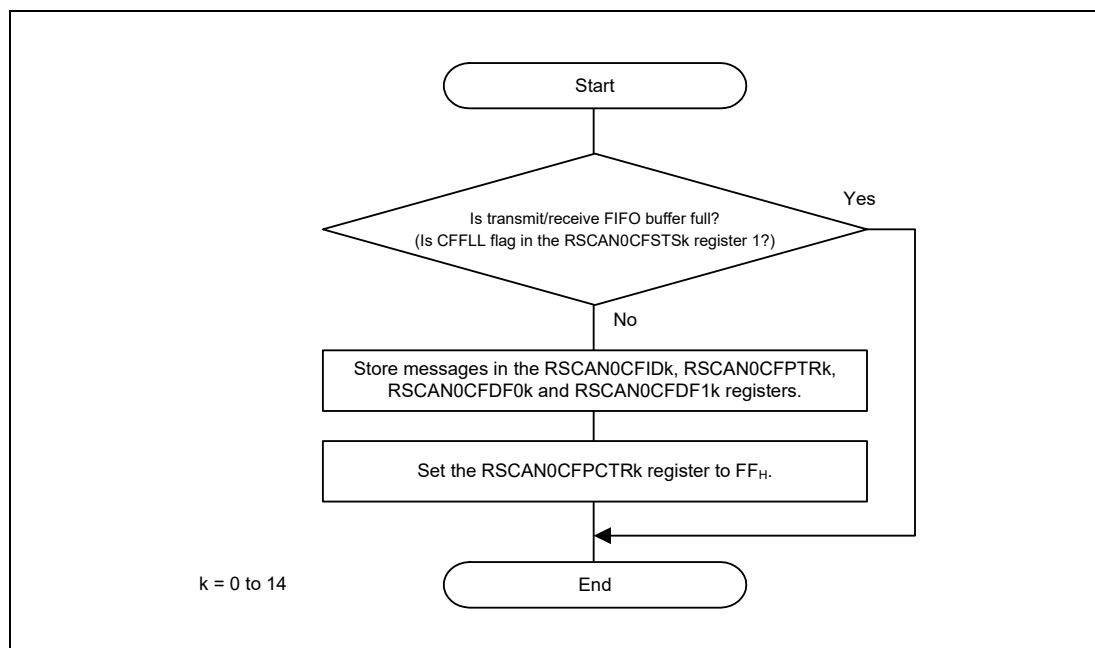 Start
Is transmit/receive FIFO buffer full?
(Is CFFLL flag in the RSCAN0CFSTSk register 1?)
Yes
No
Store messages in the RSCAN0CFIDk, RSCAN0CFPTRk,
RSCAN0CFDF0k and RSCAN0CFDF1k registers.
Set the RSCAN0CFPCTRk register to FFH.
End
k = 0 to 14